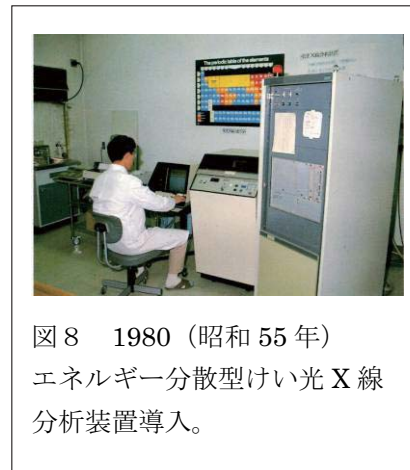 The periodic table of the elements
図8 1980（昭和 55 年）
エネルギー分散型けい光 X 線
分析装置導入。